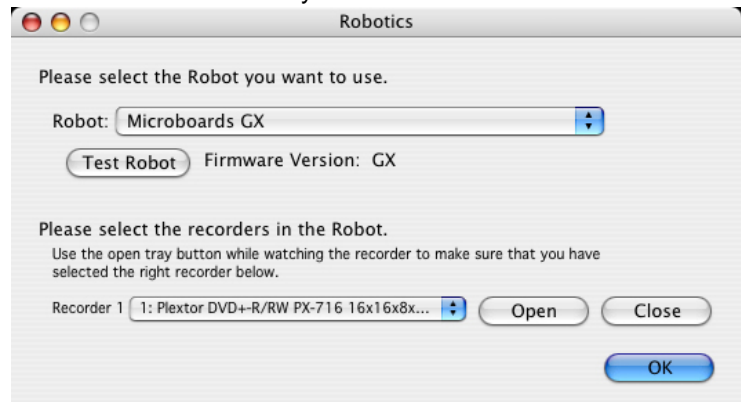 Robotics
Please select the Robot you want to use.
Robot: Microboards GX
Test Robot Firmware Version: GX
Please select the recorders in the Robot.
Use the open tray button while watching the recorder to make sure that you have
selected the right recorder below.
Recorder 1 1: Plextor DVD+-R/RW PX-716 16x16x8x... Open Close
OK